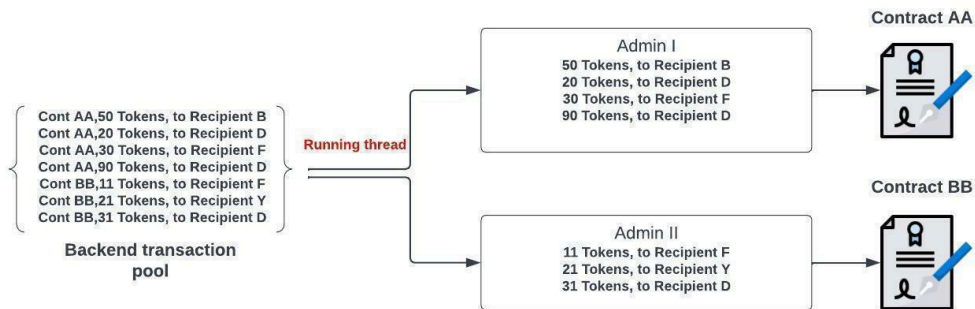 Cont AA,50 Tokens, to Recipient B
Cont AA,20 Tokens, to Recipient D
Cont AA,30 Tokens, to Recipient F
Cont AA,90 Tokens, to Recipient D
Cont BB,11 Tokens, to Recipient F
Cont BB,21 Tokens, to Recipient Y
Cont BB,31 Tokens, to Recipient D
Backend transaction
pool
Running thread
Admin I
50 Tokens, to Recipient B
20 Tokens, to Recipient D
30 Tokens, to Recipient F
90 Tokens, to Recipient D
Contract AA
Admin II
11 Tokens, to Recipient F
21 Tokens, to Recipient Y
31 Tokens, to Recipient D
Contract BB